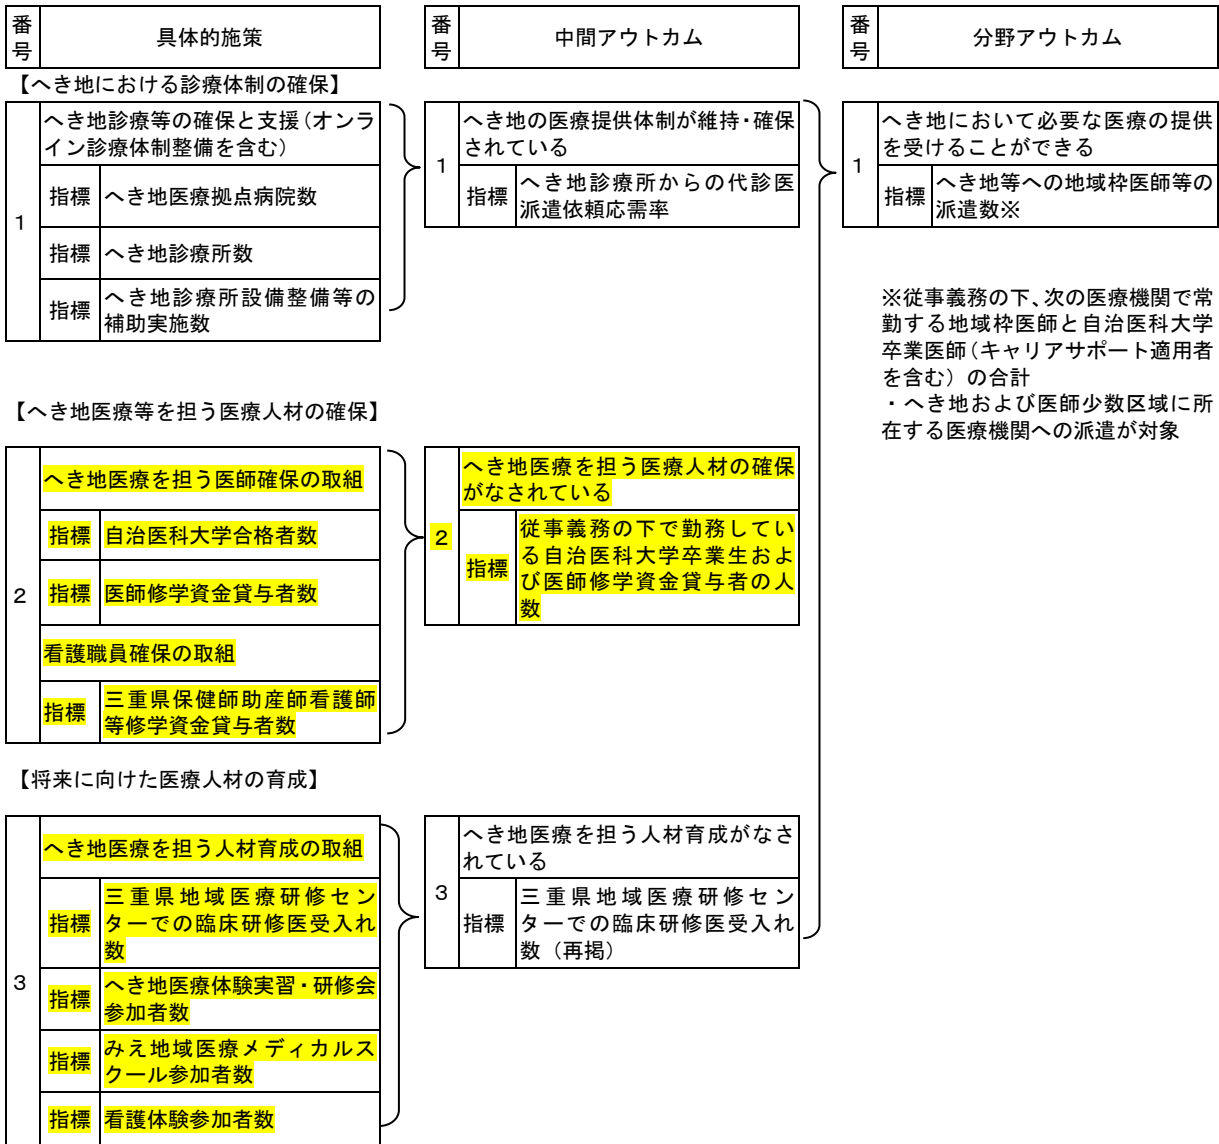 番号
具体的施策
番号
中間アウトカム
番号
分野アウトカム
【へき地における診療体制の確保】
1
へき地診療等の確保と支援(オンラ
イン診療体制整備を含む)
指標
へき地医療拠点病院数
指標
へき地診療所数
指標
へき地診療所設備整備等の
補助実施数
1
へき地の医療提供体制が維持・確保
されている
指標
へき地診療所からの代診医
派遣依頼応需率
1
へき地において必要な医療の提供
を受けることができる
指標
へき地等への地域枠医師等の
派遣数※
※従事義務の下、次の医療機関で常
勤する地域枠医師と自治医科大学
卒業医師(キャリアサポート適用者
を含む)の合計
・へき地および医師少数区域に所
在する医療機関への派遣が対象
【へき地医療等を担う医療人材の確保】
2
へき地医療を担う医師確保の取組
指標
自治医科大学合格者数
指標
医師修学資金貸与者数
看護職員確保の取組
指標
三重県保健師助産師看護師
等修学資金貸与者数
2
へき地医療を担う医療人材の確保
がなされている
指標
従事義務の下で勤務してい
る自治医科大学卒業生およ
び医師修学資金貸与者の人
数
【将来に向けた医療人材の育成】
3
へき地医療を担う人材育成の取組
指標
三重県地域医療研修セン
ターでの臨床研修医受入れ
数
指標
へき地医療体験実習・研修会
参加者数
指標
みえ地域医療メディカルス
クール参加者数
指標
看護体験参加者数
3
へき地医療を担う人材育成がなさ
れている
指標
三重県地域医療研修セン
ターでの臨床研修医受入れ
数(再掲)